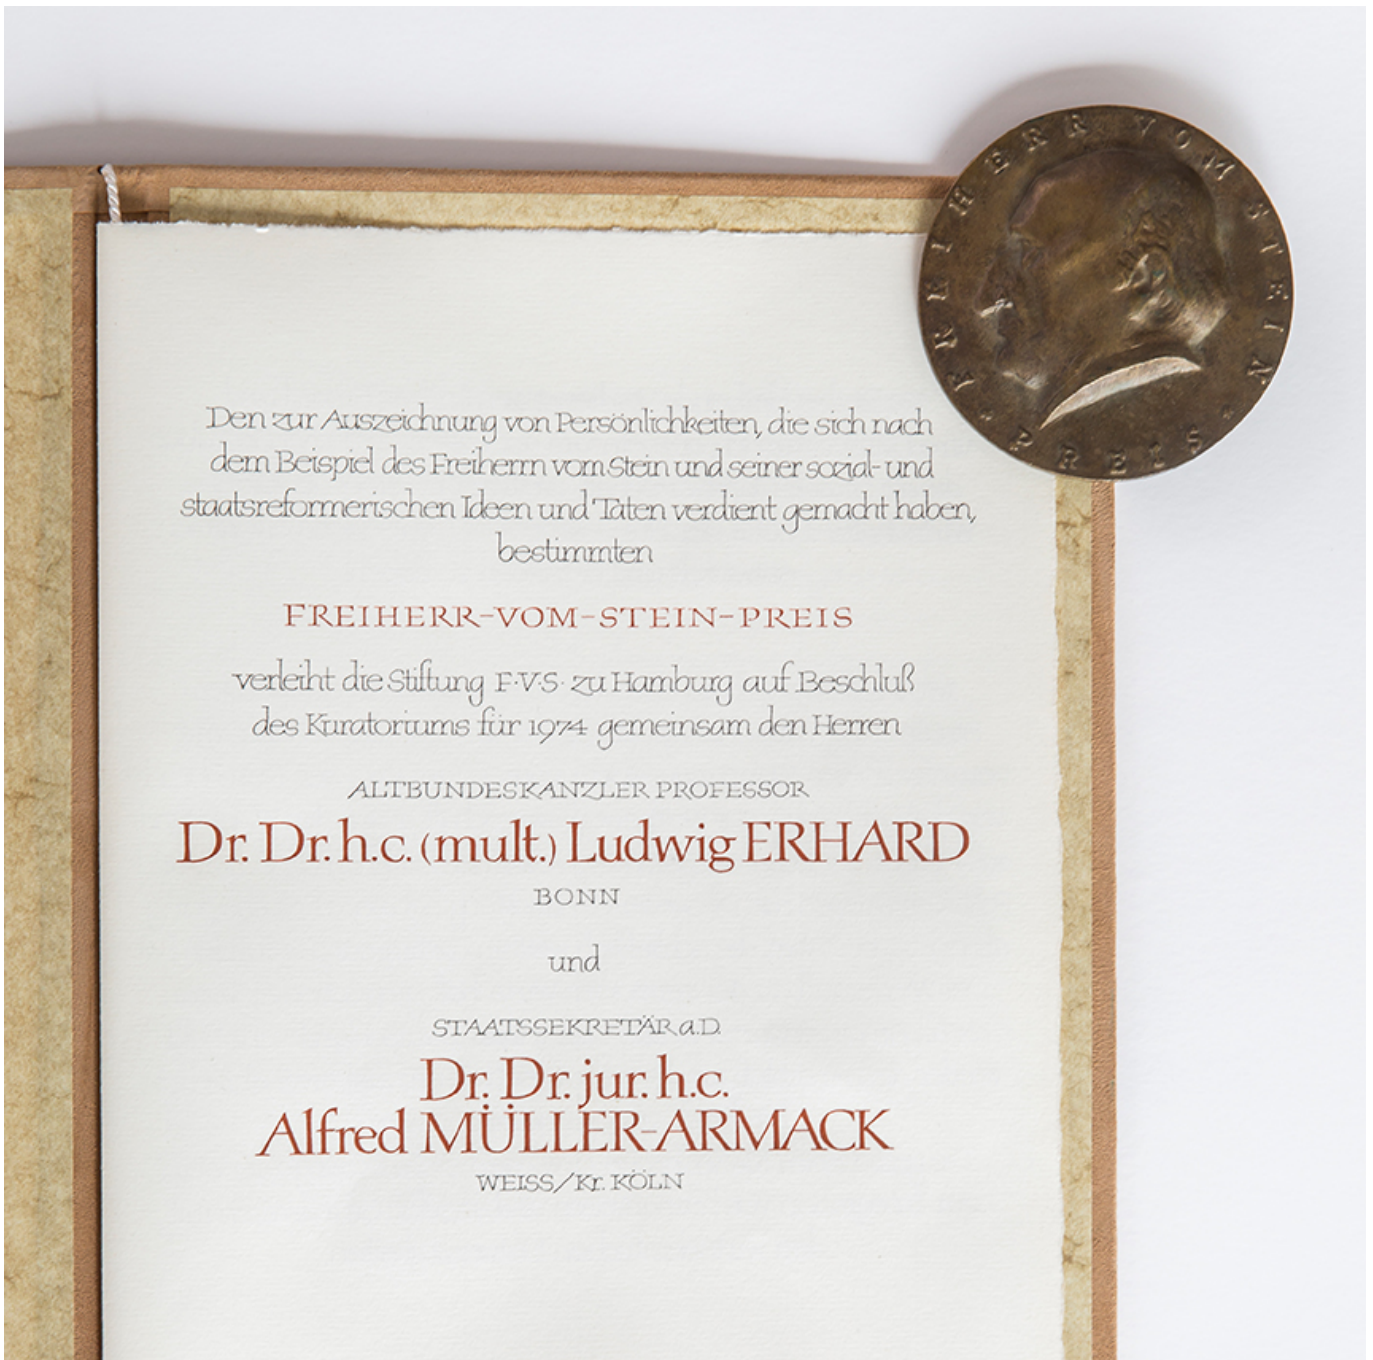 FREIHERR VOM STEIN
· PREIS ·
Den zur Auszeichnung von Persönlichkeiten, die sich nach
dem Beispiel des Freiherrn vom Stein und seiner sozial- und
staatsreformerischen Ideen und Taten verdient gemacht haben,
bestimmten
FREIHERR-VOM-STEIN-PREIS
verleiht die Stiftung F·V·S· zu Hamburg auf Beschluß
des Kuratoriums für 1974 gemeinsam den Herren
ALTBUNDESKANZLER PROFESSOR
Dr. Dr. h.c. (mult.) Ludwig ERHARD
BONN
und
STAATSSEKRETÄR a.D.
Dr. Dr. jur. h.c.
Alfred MÜLLER-ARMACK
WEISS/Kr. KÖLN